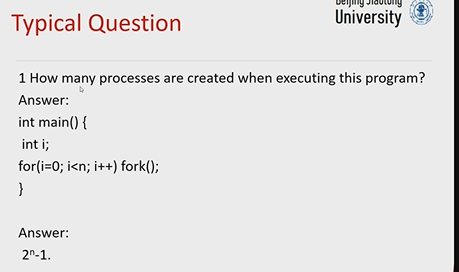 Beijing Jiaotong
University
Typical Question
1 How many processes are created when executing this program?
Answer:
int main() {
int i;
for(i=0; i<n; i++) fork();
}
Answer:
2ⁿ-1.